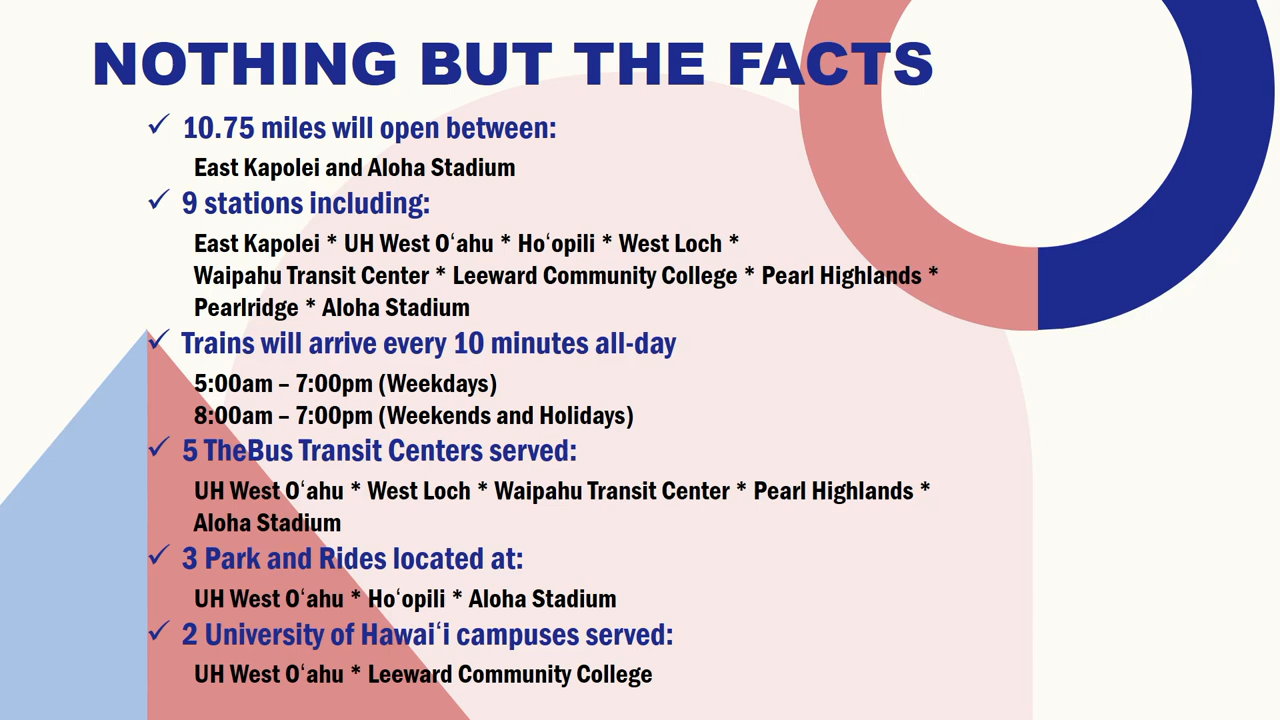 NOTHING BUT THE FACTS
✓ 10.75 miles will open between:
East Kapolei and Aloha Stadium
✓ 9 stations including:
East Kapolei * UH West Oʻahu * Hoʻopili * West Loch *
Waipahu Transit Center * Leeward Community College * Pearl Highlands *
Pearlridge * Aloha Stadium
✓ Trains will arrive every 10 minutes all-day
5:00am – 7:00pm (Weekdays)
8:00am – 7:00pm (Weekends and Holidays)
✓ 5 TheBus Transit Centers served:
UH West Oʻahu * West Loch * Waipahu Transit Center * Pearl Highlands *
Aloha Stadium
✓ 3 Park and Rides located at:
UH West Oʻahu * Hoʻopili * Aloha Stadium
✓ 2 University of Hawaiʻi campuses served:
UH West Oʻahu * Leeward Community College